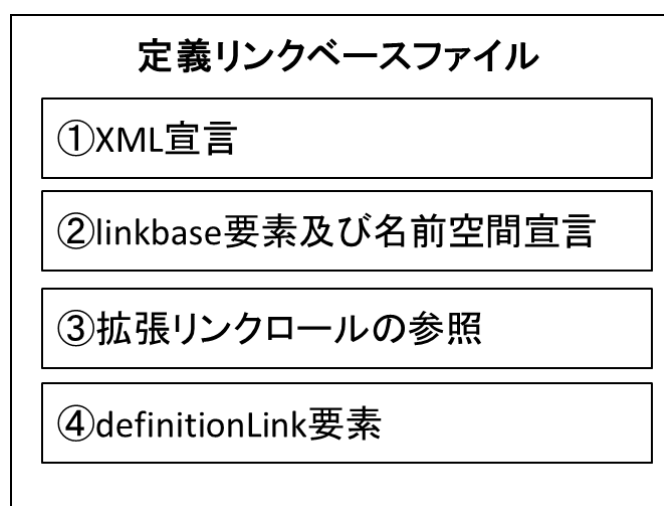 定義リンクベースファイル
①XML宣言
②linkbase要素及び名前空間宣言
③拡張リンクロールの参照
④definitionLink要素